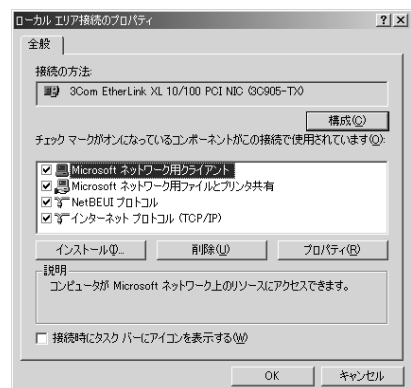 ローカル エリア接続のプロパティ
全般
接続の方法:
3Com EtherLink XL 10/100 PCI NIC (3C905-TX)
構成(C)
チェック マークがオンになっているコンポーネントがこの接続で使用されています(O):
Microsoft ネットワーク用クライアント
Microsoft ネットワーク用ファイルとプリンタ共有
NetBEUI プロトコル
インターネット プロトコル (TCP/IP)
インストール(I)...
削除(U)
プロパティ(R)
説明
コンピュータが Microsoft ネットワーク上のリソースにアクセスできます。
接続時にタスク バーにアイコンを表示する(W)
OK
キャンセル